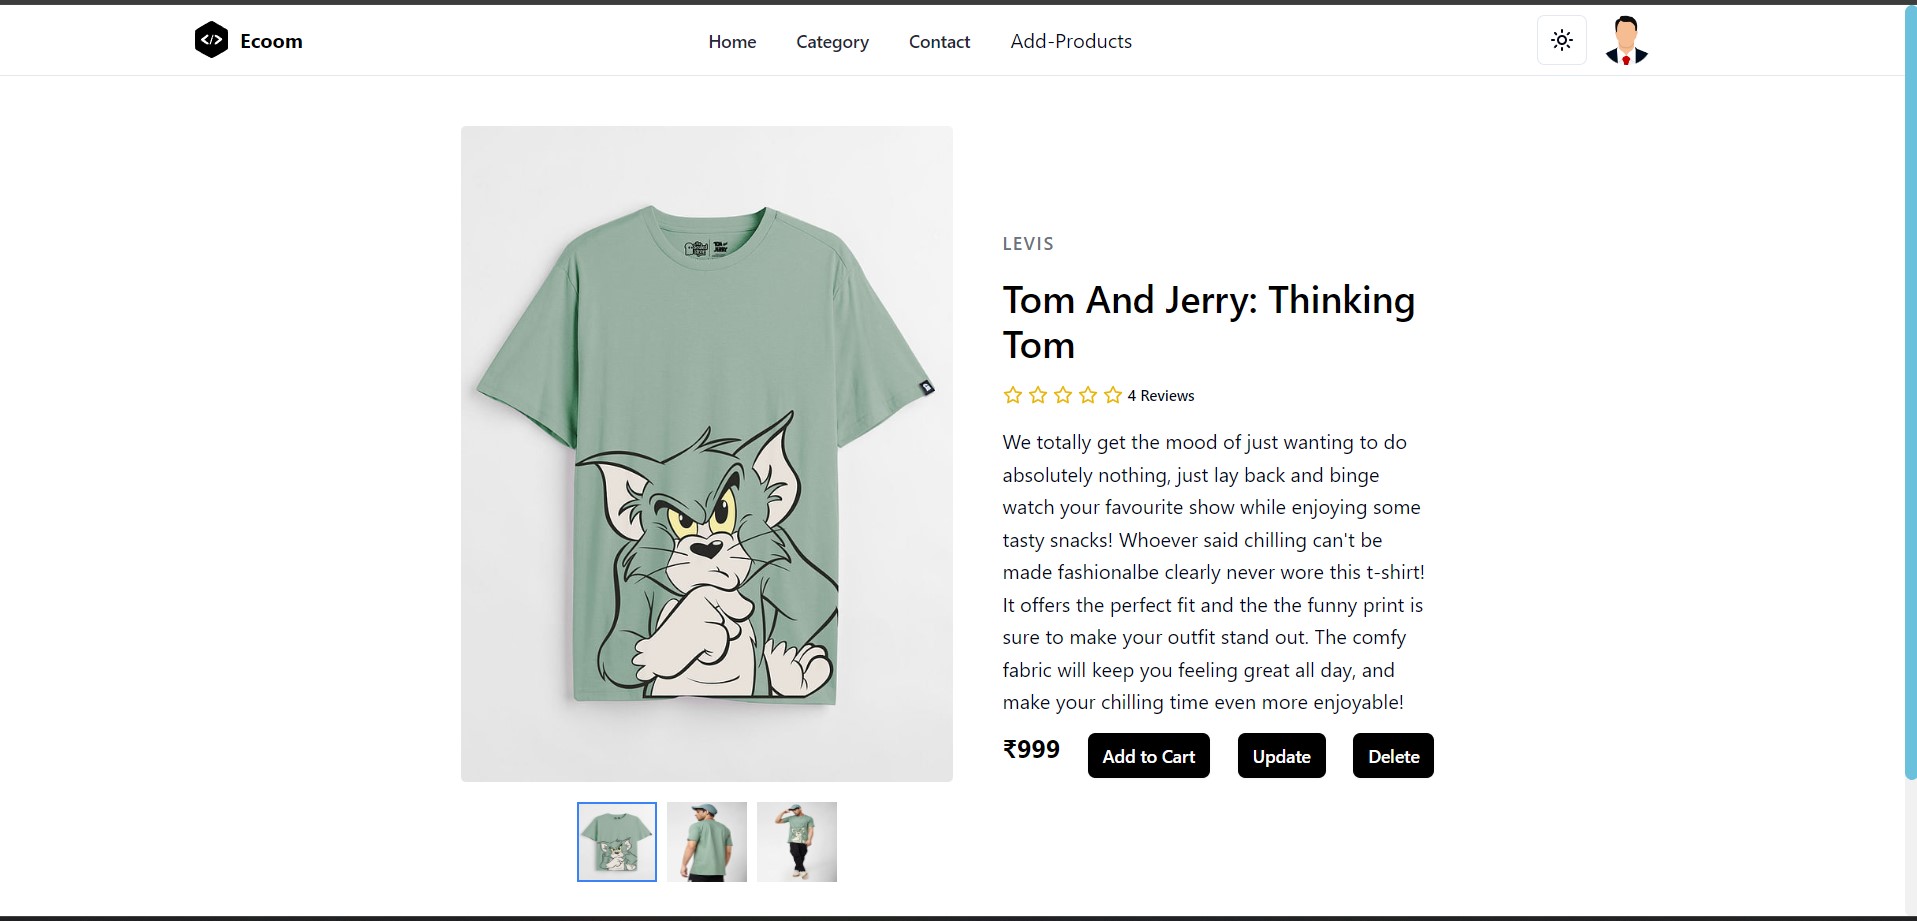 </> Ecoom
Home
Category
Contact
Add-Products
LEVIS
Tom And Jerry: Thinking
Tom
4 Reviews
We totally get the mood of just wanting to do
absolutely nothing, just lay back and binge
watch your favourite show while enjoying some
tasty snacks! Whoever said chilling can't be
made fashionalbe clearly never wore this t-shirt!
It offers the perfect fit and the the funny print is
sure to make your outfit stand out. The comfy
fabric will keep you feeling great all day, and
make your chilling time even more enjoyable!
₹999
Add to Cart
Update
Delete